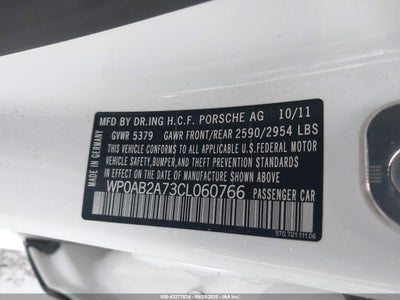 MFD BY DR.ING H.C.F. PORSCHE AG 10/11
GVWR 5379 GAWR FRONT/REAR 2590/2954 LBS
THIS VEHICLE CONFORMS TO ALL APPLICABLE
U.S.FEDERAL MOTOR
VEHICLE SAFETY, BUMPER AND THEFT PREVENTION
STANDARDS IN EFFECT ON THE DATE OF
MANUFACTURE SHOWN ABOVE.
WP0AB2A73CL060766 PASSENGER CAR
MADE IN GERMANY
970.701.111.06